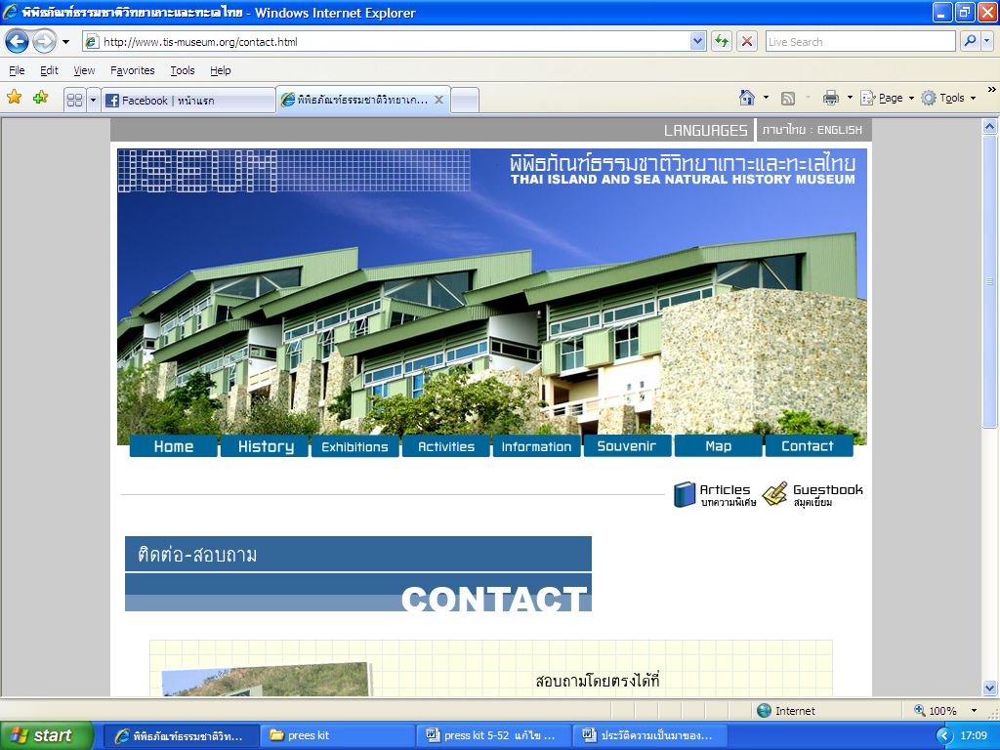 พิพิธภัณฑ์ธรรมชาติวิทยาเกาะและทะเลไทย - Windows Internet Explorer
http://www.tis-museum.org/contact.html
Live Search
File Edit View Favorites Tools Help
Facebook | หน้าแรก
พิพิธภัณฑ์ธรรมชาติวิทยาเก...
Page Tools
LANGUAGES ภาษาไทย : ENGLISH
USEUM
พิพิธภัณฑ์ธรรมชาติวิทยาเกาะและทะเลไทย
THAI ISLAND AND SEA NATURAL HISTORY MUSEUM
Home History Exhibitions Activities Information Souvenir Map Contact
Articles Guestbook
บทความพิเศษ สมุดเยี่ยม
ติดต่อ-สอบถาม
CONTACT
สอบถามโดยตรงได้ที่
Internet 100%
start พิพิธภัณฑ์ธรรมชาติวิท... prees kit press kit 5-52 แก้ไข ... ประวัติความเป็นมาของ... 17:09